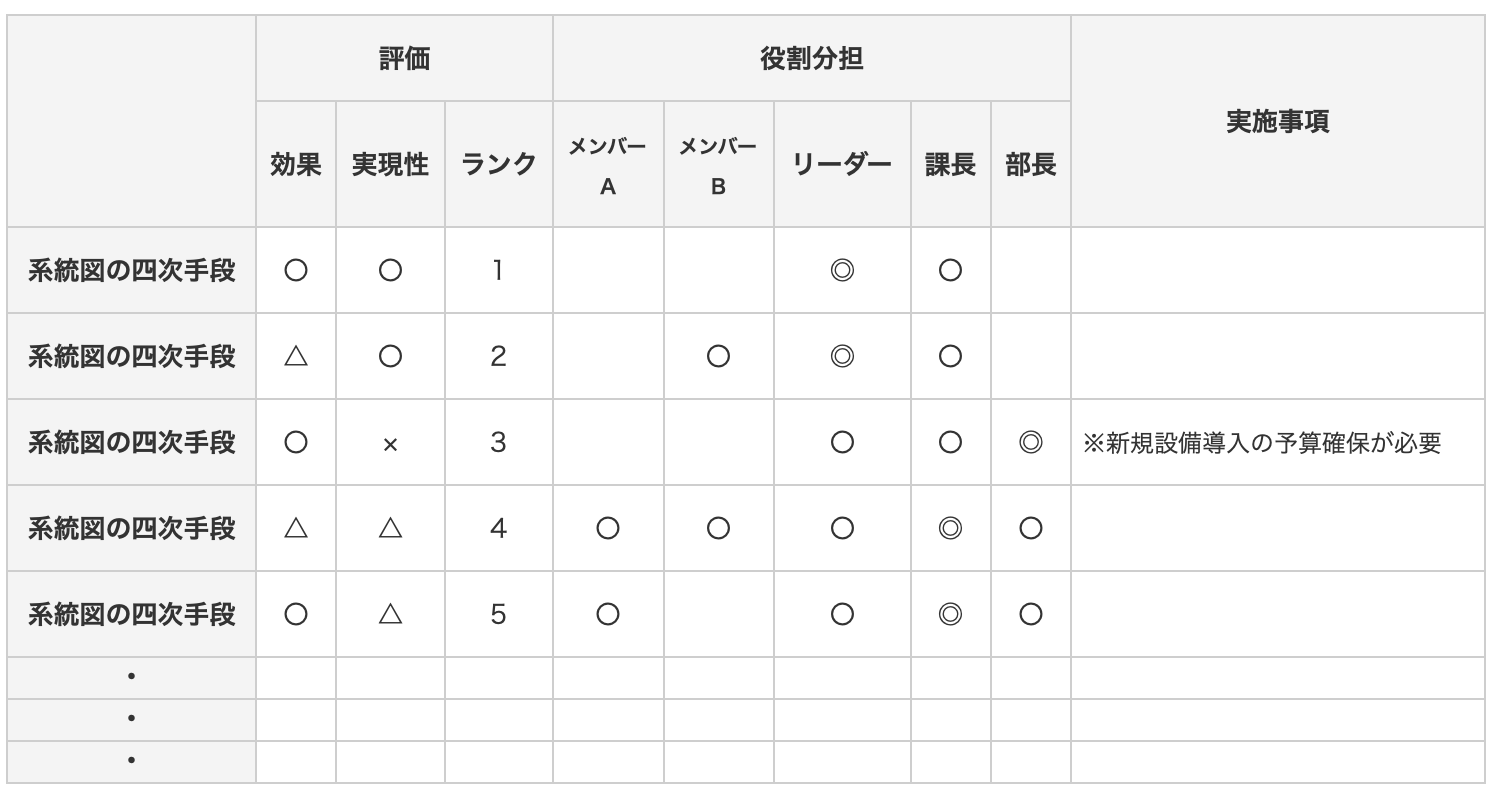 評価 役割分担 実施事項
効果 実現性 ランク メンバー A メンバー B リーダー 課長 部長
系統図の四次手段 〇 〇 1 ◎ 〇
系統図の四次手段 △ 〇 2 〇 ◎ 〇
系統図の四次手段 〇 × 3 〇 〇 ◎ ※新規設備導入の予算確保が必要
系統図の四次手段 △ △ 4 〇 〇 〇 ◎ 〇
系統図の四次手段 〇 △ 5 〇 〇 ◎ 〇
・
・
・